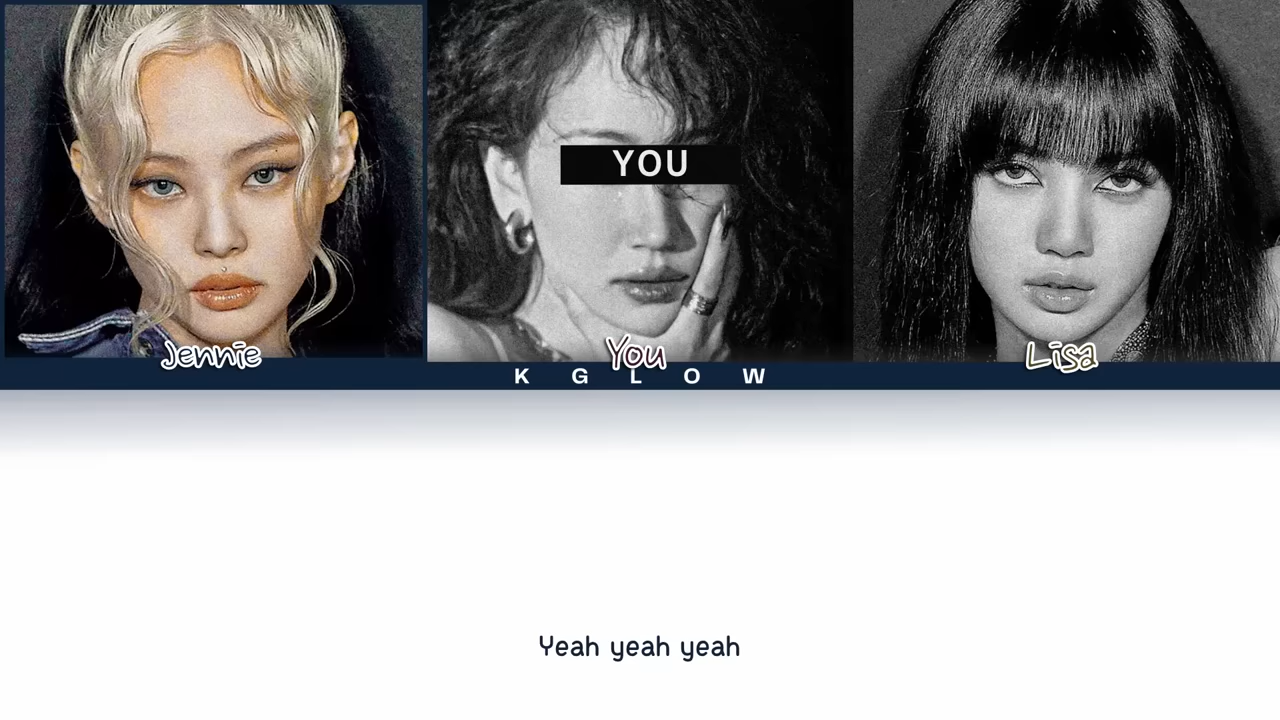 YOU
Jennie
You
Lisa
K G L O W
Yeah yeah yeah